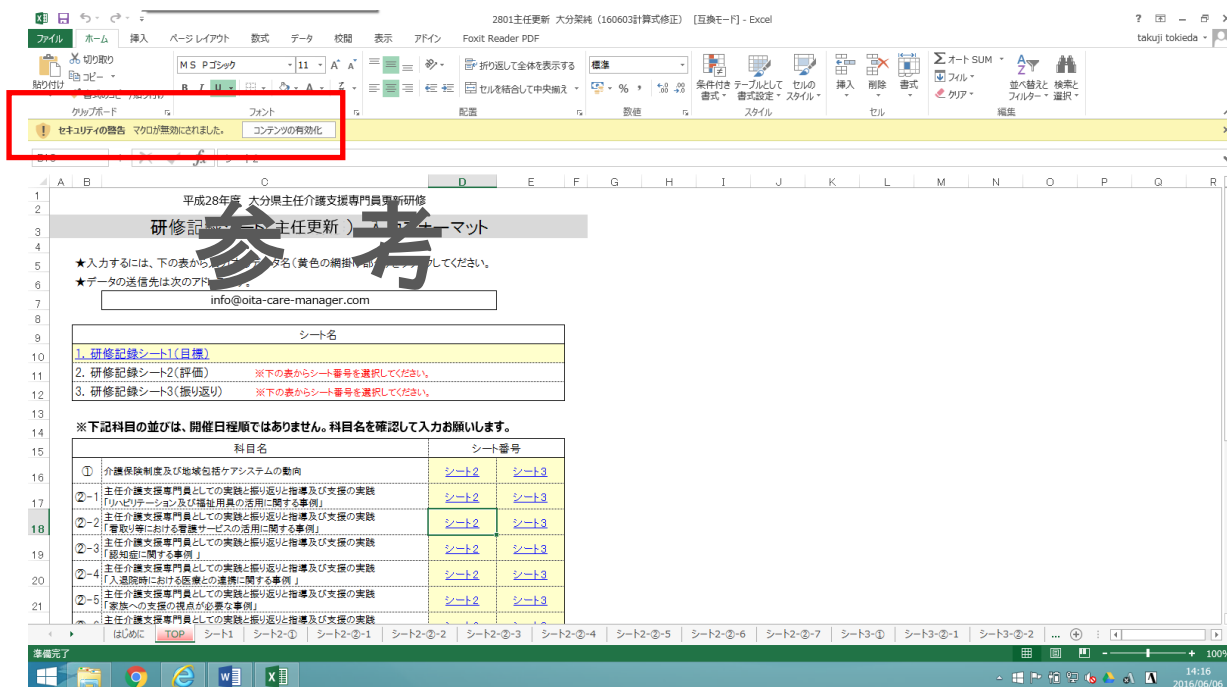 2801主任更新 大分架純（160603計算式修正） [互換モード] - Excel
ファイル ホーム 挿入 ページ レイアウト 数式 データ 校閲 表示 アドイン Foxit Reader PDF
takuji tokieda
切り取り
コピー
貼り付け
ＭＳ Ｐゴシック 11
折り返して全体を表示する
セルを結合して中央揃え
標準
条件付き書式 テーブルとして書式設定 セルのスタイル
挿入 削除 書式
オート SUM
フィル
クリア
並べ替えと フィルター 検索と 選択
クリップボード フォント 配置 数値 スタイル セル 編集
セキュリティの警告 マクロが無効にされました。 コンテンツの有効化
A B C D E F G H I J K L M N O P Q R
平成28年度 大分県主任介護支援専門員更新研修
参考
★データの送信先は次のアド
info@oita-care-manager.com
シート名
1. 研修記録シート1（目標）
2. 研修記録シート2（評価） ※下の表からシート番号を選択してください。
3. 研修記録シート3（振り返り） ※下の表からシート番号を選択してください。
※下記科目の並びは、開催日程順ではありません。科目名を確認して入力お願いします。
科目名 シート番号
① 介護保険制度及び地域包括ケアシステムの動向 シート2 シート3
②-1 主任介護支援専門員としての実践と振り返りと指導及び支援の実践
「リハビリテーション及び福祉用具の活用に関する事例」 シート2 シート3
②-2 主任介護支援専門員としての実践と振り返りと指導及び支援の実践
「看取り等における看護サービスの活用に関する事例」 シート2 シート3
②-3 主任介護支援専門員としての実践と振り返りと指導及び支援の実践
「認知症に関する事例 」 シート2 シート3
②-4 主任介護支援専門員としての実践と振り返りと指導及び支援の実践
「入退院時における医療との連携に関する事例 」 シート2 シート3
②-5 主任介護支援専門員としての実践と振り返りと指導及び支援の実践
「家族への支援の視点が必要な事例」 シート2 シート3
主任介護支援専門員としての実践と振り返りと指導及び支援の実践
はじめに TOP シート1 シート2-① シート2-②-1 シート2-②-2 シート2-②-3 シート2-②-4 シート2-②-5 シート2-②-6 シート2-②-7 シート3-① シート3-②-1 シート3-②-2 ...
準備完了 100%
14:16
2016/06/06